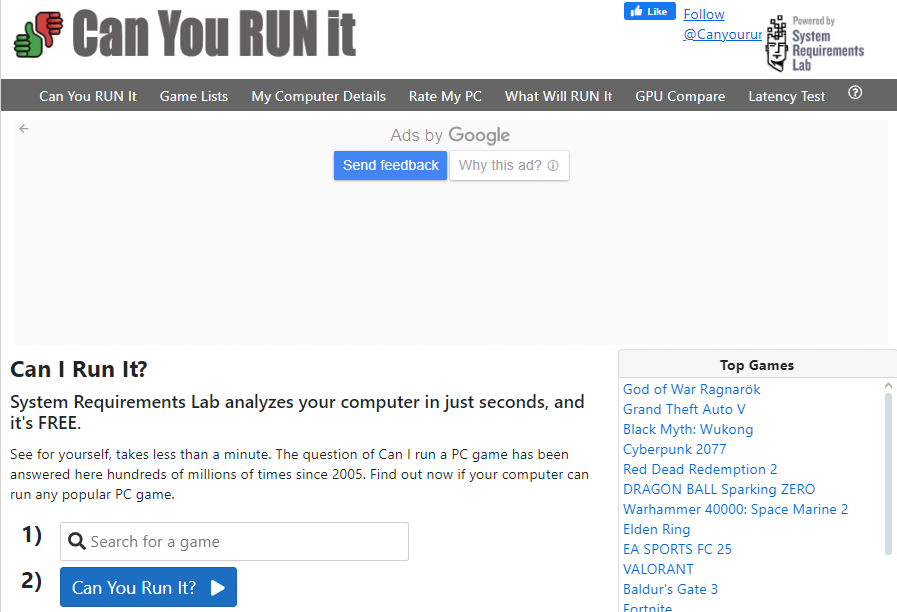 Can You RUN it
Like
Follow
@Canyourur
Powered by
System
Requirements
Lab
Can You RUN It
Game Lists
My Computer Details
Rate My PC
What Will RUN It
GPU Compare
Latency Test
?
Ads by Google
Send feedback
Why this ad?
Can I Run It?
System Requirements Lab analyzes your computer in just seconds, and
it's FREE.
See for yourself, takes less than a minute. The question of Can I run a PC game has been
answered here hundreds of millions of times since 2005. Find out now if your computer can
run any popular PC game.
1)
Search for a game
2)
Can You Run It?
Top Games
God of War Ragnarök
Grand Theft Auto V
Black Myth: Wukong
Cyberpunk 2077
Red Dead Redemption 2
DRAGON BALL Sparking ZERO
Warhammer 40000: Space Marine 2
Elden Ring
EA SPORTS FC 25
VALORANT
Baldur's Gate 3
Fortnite